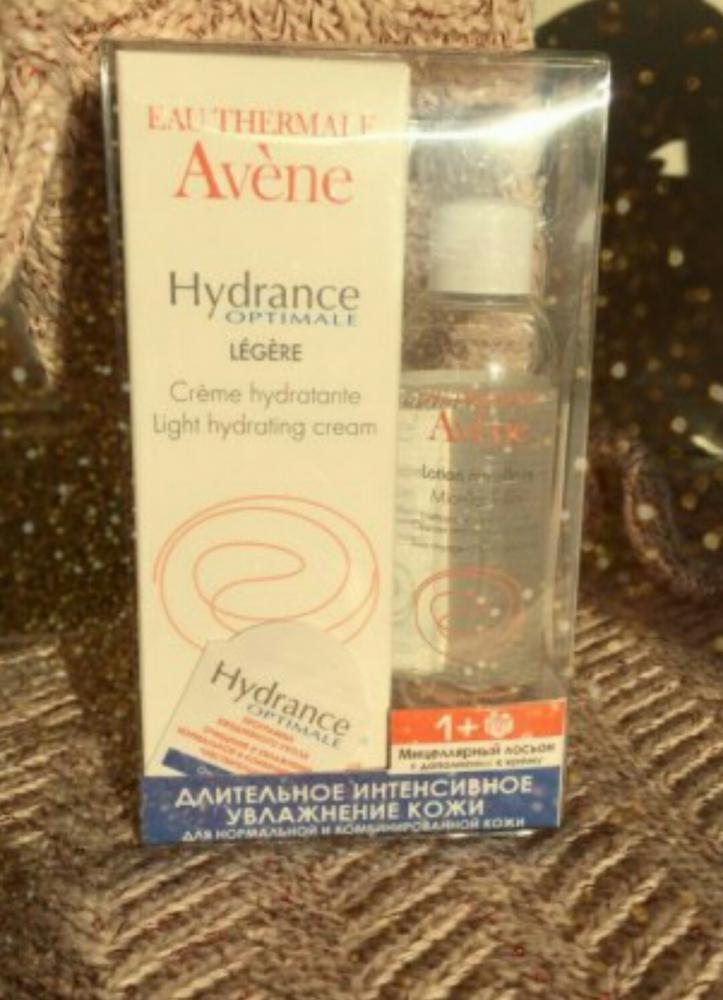 EAU THERMALE
Avène
Hydrance
OPTIMALE
LÉGÈRE
Crème hydratante
Light hydrating cream
Avène
Lotion
Hydrance
OPTIMALE
1+
Мицеллярный лосьон
в дополнение к крему
ДЛИТЕЛЬНОЕ ИНТЕНСИВНОЕ
УВЛАЖНЕНИЕ КОЖИ
ДЛЯ НОРМАЛЬНОЙ И КОМБИНИРОВАННОЙ КОЖИ